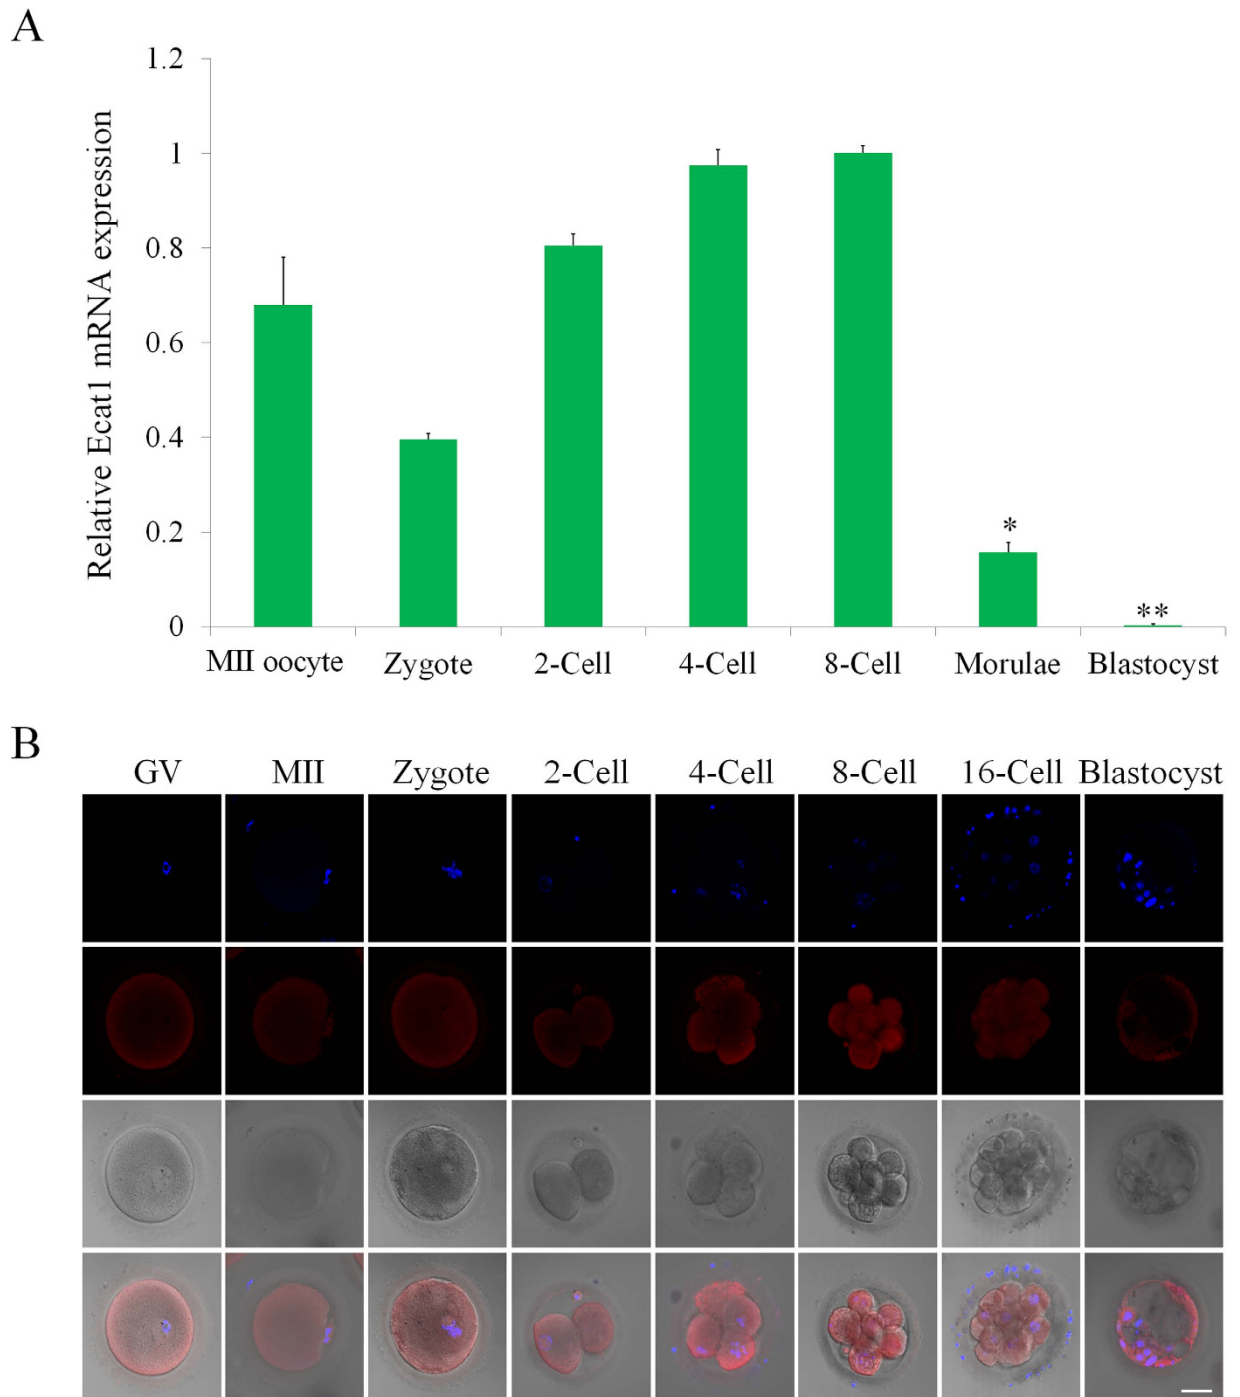 A
Relative Ecat1 mRNA expression
1.2
1
0.8
0.6
0.4
0.2
0
*
**
MII oocyte Zygote 2-Cell 4-Cell 8-Cell Morulae Blastocyst
B
GV MII Zygote 2-Cell 4-Cell 8-Cell 16-Cell Blastocyst